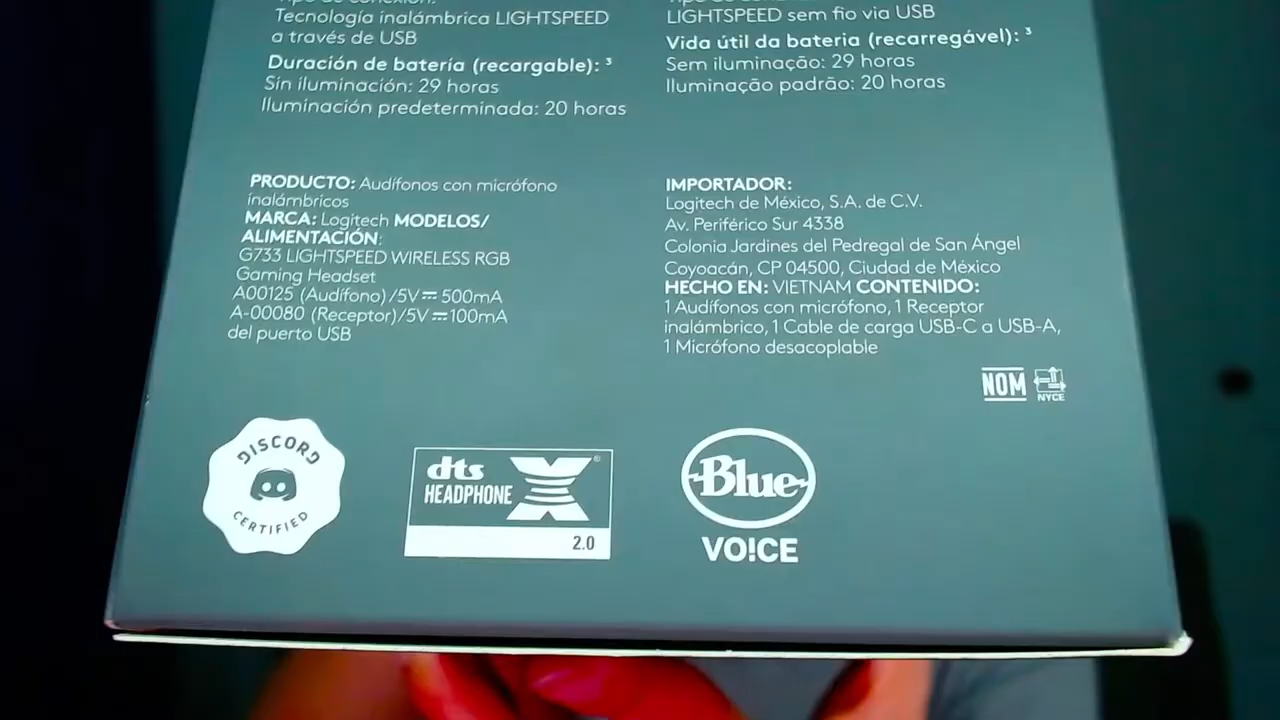 Tecnología inalámbrica LIGHTSPEED
a través de USB
Duración de batería (recargable): ³
Sin iluminación: 29 horas
Iluminación predeterminada: 20 horas
LIGHTSPEED sem fio via USB
Vida útil da bateria (recarregável): ³
Sem iluminação: 29 horas
Iluminação padrão: 20 horas
PRODUCTO: Audífonos con micrófono
inalámbricos
MARCA: Logitech MODELOS/
ALIMENTACIÓN:
G733 LIGHTSPEED WIRELESS RGB
Gaming Headset
A00125 (Audífono)/5V⎓500mA
A-00080 (Receptor)/5V⎓100mA
del puerto USB
IMPORTADOR:
Logitech de México, S.A. de C.V.
Av. Periférico Sur 4338
Colonia Jardines del Pedregal de San Ángel
Coyoacán, CP 04500, Ciudad de México
HECHO EN: VIETNAM CONTENIDO:
1 Audífonos con micrófono, 1 Receptor
inalámbrico, 1 Cable de carga USB-C a USB-A,
1 Micrófono desacoplable
NOM
NYCE
DISCORD
CERTIFIED
dts X®
HEADPHONE
2.0
Blue
VO!CE